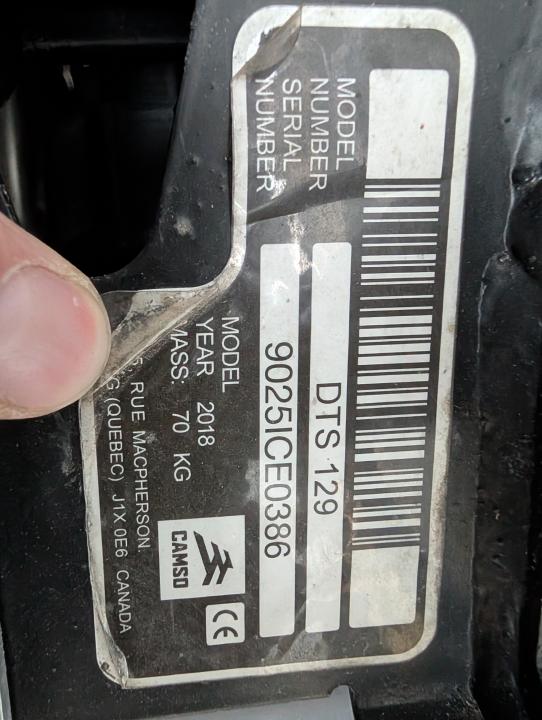 MODEL
NUMBER
DTS 129
SERIAL
NUMBER
9025ICE0386
MODEL
YEAR 2018
MASS: 70 KG
CAMSO
CE
RUE MACPHERSON.
(QUEBEC) J1X 0E6 CANADA